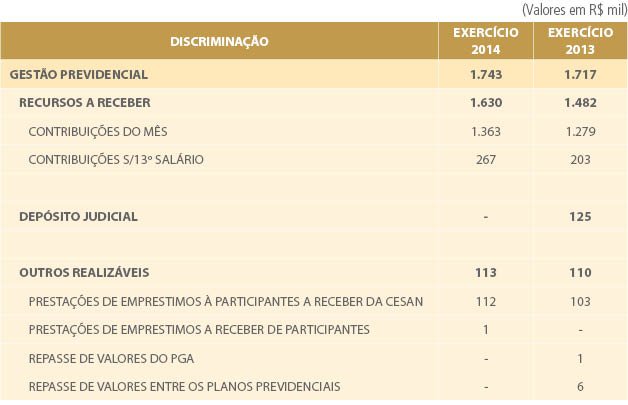 (Valores em R$ mil)
DISCRIMINAÇÃO EXERCÍCIO 2014 EXERCÍCIO 2013
GESTÃO PREVIDENCIAL 1.743 1.717
RECURSOS A RECEBER 1.630 1.482
CONTRIBUIÇÕES DO MÊS 1.363 1.279
CONTRIBUIÇÕES S/13º SALÁRIO 267 203
DEPÓSITO JUDICIAL - 125
OUTROS REALIZÁVEIS 113 110
PRESTAÇÕES DE EMPRESTIMOS À PARTICIPANTES A RECEBER DA CESAN 112 103
PRESTAÇÕES DE EMPRESTIMOS A RECEBER DE PARTICIPANTES 1 -
REPASSE DE VALORES DO PGA - 1
REPASSE DE VALORES ENTRE OS PLANOS PREVIDENCIAIS - 6